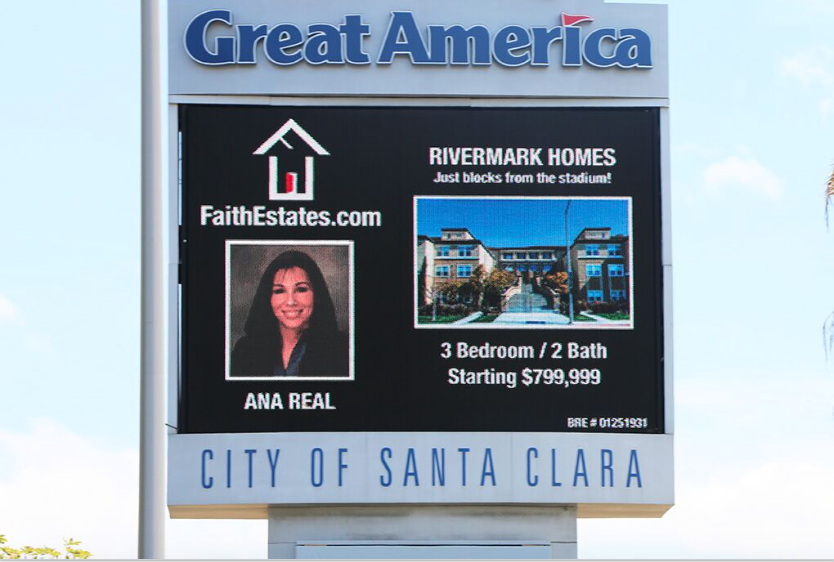 Great America
FaithEstates.com
ANA REAL
RIVERMARK HOMES
Just blocks from the stadium!
3 Bedroom / 2 Bath
Starting $799,999
BRE # 01251931
CITY OF SANTA CLARA